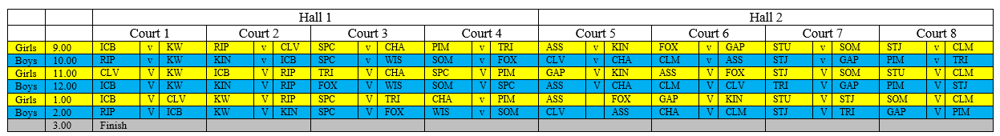 Hall 1 Hall 2
Court 1 Court 2 Court 3 Court 4 Court 5 Court 6 Court 7 Court 8
Girls 9.00 ICB v KW RIP v CLV SPC v CHA PIM v TRI ASS v KIN FOX v GAP STU v SOM STJ v CLM
Boys 10.00 RIP v KW KIN v ICB SPC v WIS SOM v FOX CLV v CHA CLM v ASS STJ v GAP PIM v TRI
Girls 11.00 CLV V KW ICB V RIP TRI V CHA SPC v PIM GAP V KIN ASS V FOX STJ V SOM STU V CLM
Boys 12.00 ICB V KW KIN V RIP FOX V WIS SOM v SPC ASS V CHA CLM V CLV TRI V GAP PIM V STJ
Girls 1.00 ICB V CLV KW V RIP SPC V TRI CHA v PIM ASS FOX GAP V KIN STU V STJ SOM V CLM
Boys 2.00 RIP V ICB KW V KIN SPC V FOX WIS v SOM CLV ASS CHA V CLM STJ V TRI GAP V PIM
3.00 Finish